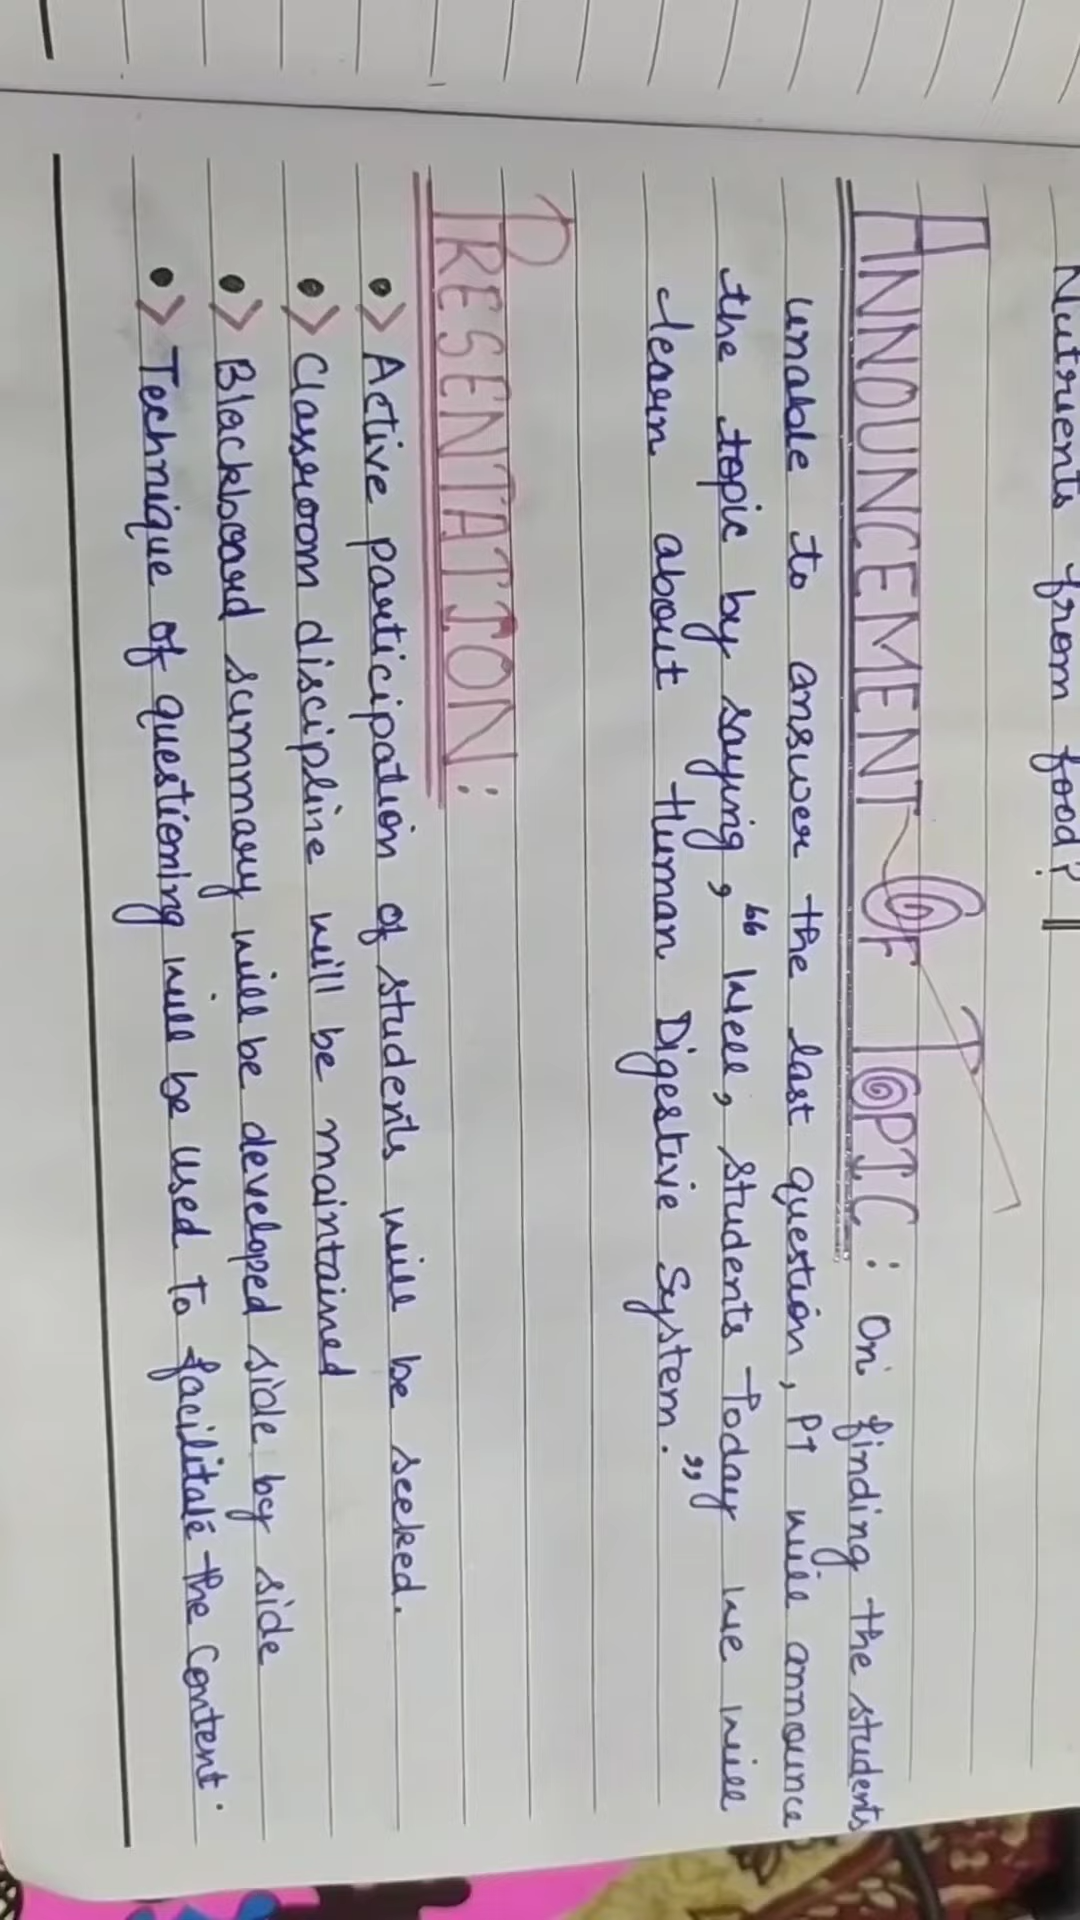 Nutrients from food?
ANNOUNCEMENT OF TOPIC : On finding the students
unable to answer the last question, PT will announce
the topic by saying, “Well, students Today we will
learn about Human Digestive System.”
PRESENTATION :
• > Active participation of students will be seeked.
• > Classroom discipline will be maintained
• > Blackboard summary will be developed side by side
• > Technique of questioning will be used to facilitate the content.